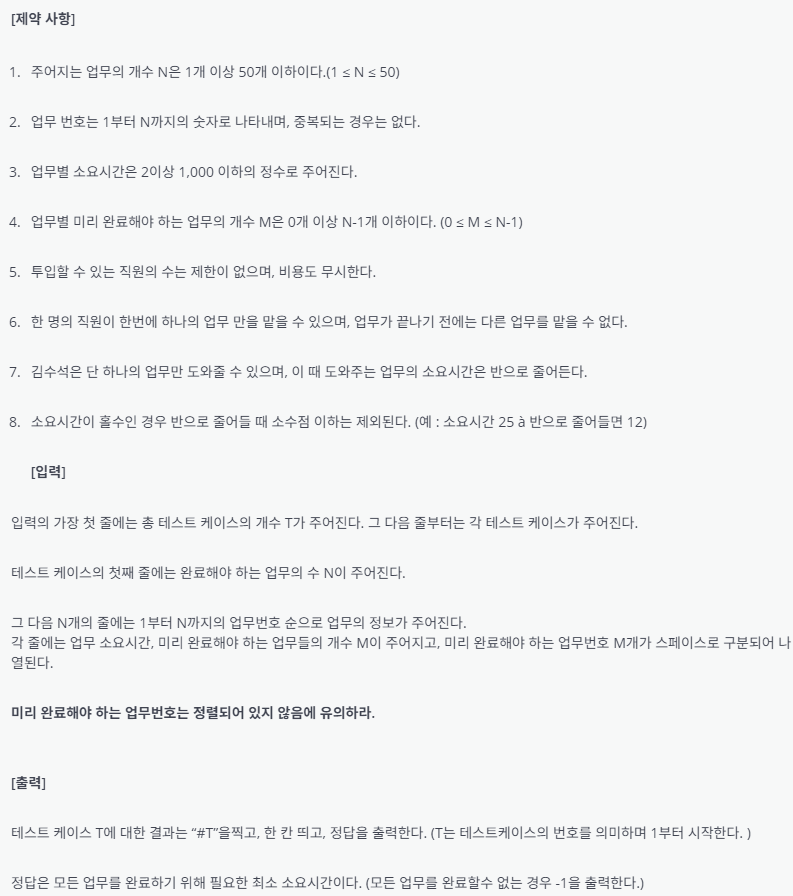 [제약 사항]
1. 주어지는 업무의 개수 N은 1개 이상 50개 이하이다.(1 ≤ N ≤ 50)
2. 업무 번호는 1부터 N까지의 숫자로 나타내며, 중복되는 경우는 없다.
3. 업무별 소요시간은 2이상 1,000 이하의 정수로 주어진다.
4. 업무별 미리 완료해야 하는 업무의 개수 M은 0개 이상 N-1개 이하이다. (0 ≤ M ≤ N-1)
5. 투입할 수 있는 직원의 수는 제한이 없으며, 비용도 무시한다.
6. 한 명의 직원이 한번에 하나의 업무 만을 맡을 수 있으며, 업무가 끝나기 전에는 다른 업무를 맡을 수 없다.
7. 김수석은 단 하나의 업무만 도와줄 수 있으며, 이 때 도와주는 업무의 소요시간은 반으로 줄어든다.
8. 소요시간이 홀수인 경우 반으로 줄어들 때 소수점 이하는 제외된다. (예 : 소요시간 25 à 반으로 줄어들면 12)
[입력]
입력의 가장 첫 줄에는 총 테스트 케이스의 개수 T가 주어진다. 그 다음 줄부터는 각 테스트 케이스가 주어진다.
테스트 케이스의 첫째 줄에는 완료해야 하는 업무의 수 N이 주어진다.
그 다음 N개의 줄에는 1부터 N까지의 업무번호 순으로 업무의 정보가 주어진다.
각 줄에는 업무 소요시간, 미리 완료해야 하는 업무들의 개수 M이 주어지고, 미리 완료해야 하는 업무번호 M개가 스페이스로 구분되어 나
열된다.
미리 완료해야 하는 업무번호는 정렬되어 있지 않음에 유의하라.
[출력]
테스트 케이스 T에 대한 결과는 “#T”을찍고, 한 칸 띄고, 정답을 출력한다. (T는 테스트케이스의 번호를 의미하며 1부터 시작한다. )
정답은 모든 업무를 완료하기 위해 필요한 최소 소요시간이다. (모든 업무를 완료할수 없는 경우 -1을 출력한다.)